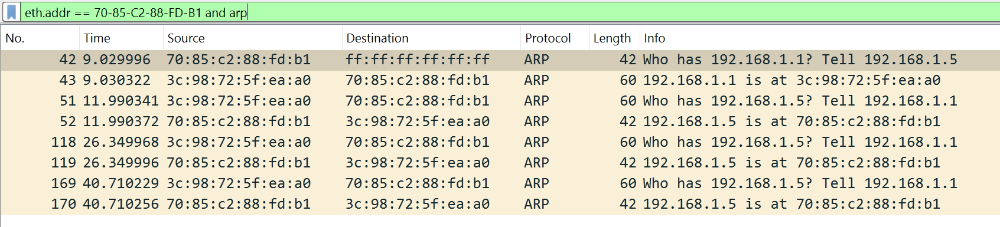 eth.addr == 70-85-C2-88-FD-B1 and arp
No. Time Source Destination Protocol Length Info
42 9.029996 70:85:c2:88:fd:b1 ff:ff:ff:ff:ff:ff ARP 42 Who has 192.168.1.1? Tell 192.168.1.5
43 9.030322 3c:98:72:5f:ea:a0 70:85:c2:88:fd:b1 ARP 60 192.168.1.1 is at 3c:98:72:5f:ea:a0
51 11.990341 3c:98:72:5f:ea:a0 70:85:c2:88:fd:b1 ARP 60 Who has 192.168.1.5? Tell 192.168.1.1
52 11.990372 70:85:c2:88:fd:b1 3c:98:72:5f:ea:a0 ARP 42 192.168.1.5 is at 70:85:c2:88:fd:b1
118 26.349968 3c:98:72:5f:ea:a0 70:85:c2:88:fd:b1 ARP 60 Who has 192.168.1.5? Tell 192.168.1.1
119 26.349996 70:85:c2:88:fd:b1 3c:98:72:5f:ea:a0 ARP 42 192.168.1.5 is at 70:85:c2:88:fd:b1
169 40.710229 3c:98:72:5f:ea:a0 70:85:c2:88:fd:b1 ARP 60 Who has 192.168.1.5? Tell 192.168.1.1
170 40.710256 70:85:c2:88:fd:b1 3c:98:72:5f:ea:a0 ARP 42 192.168.1.5 is at 70:85:c2:88:fd:b1